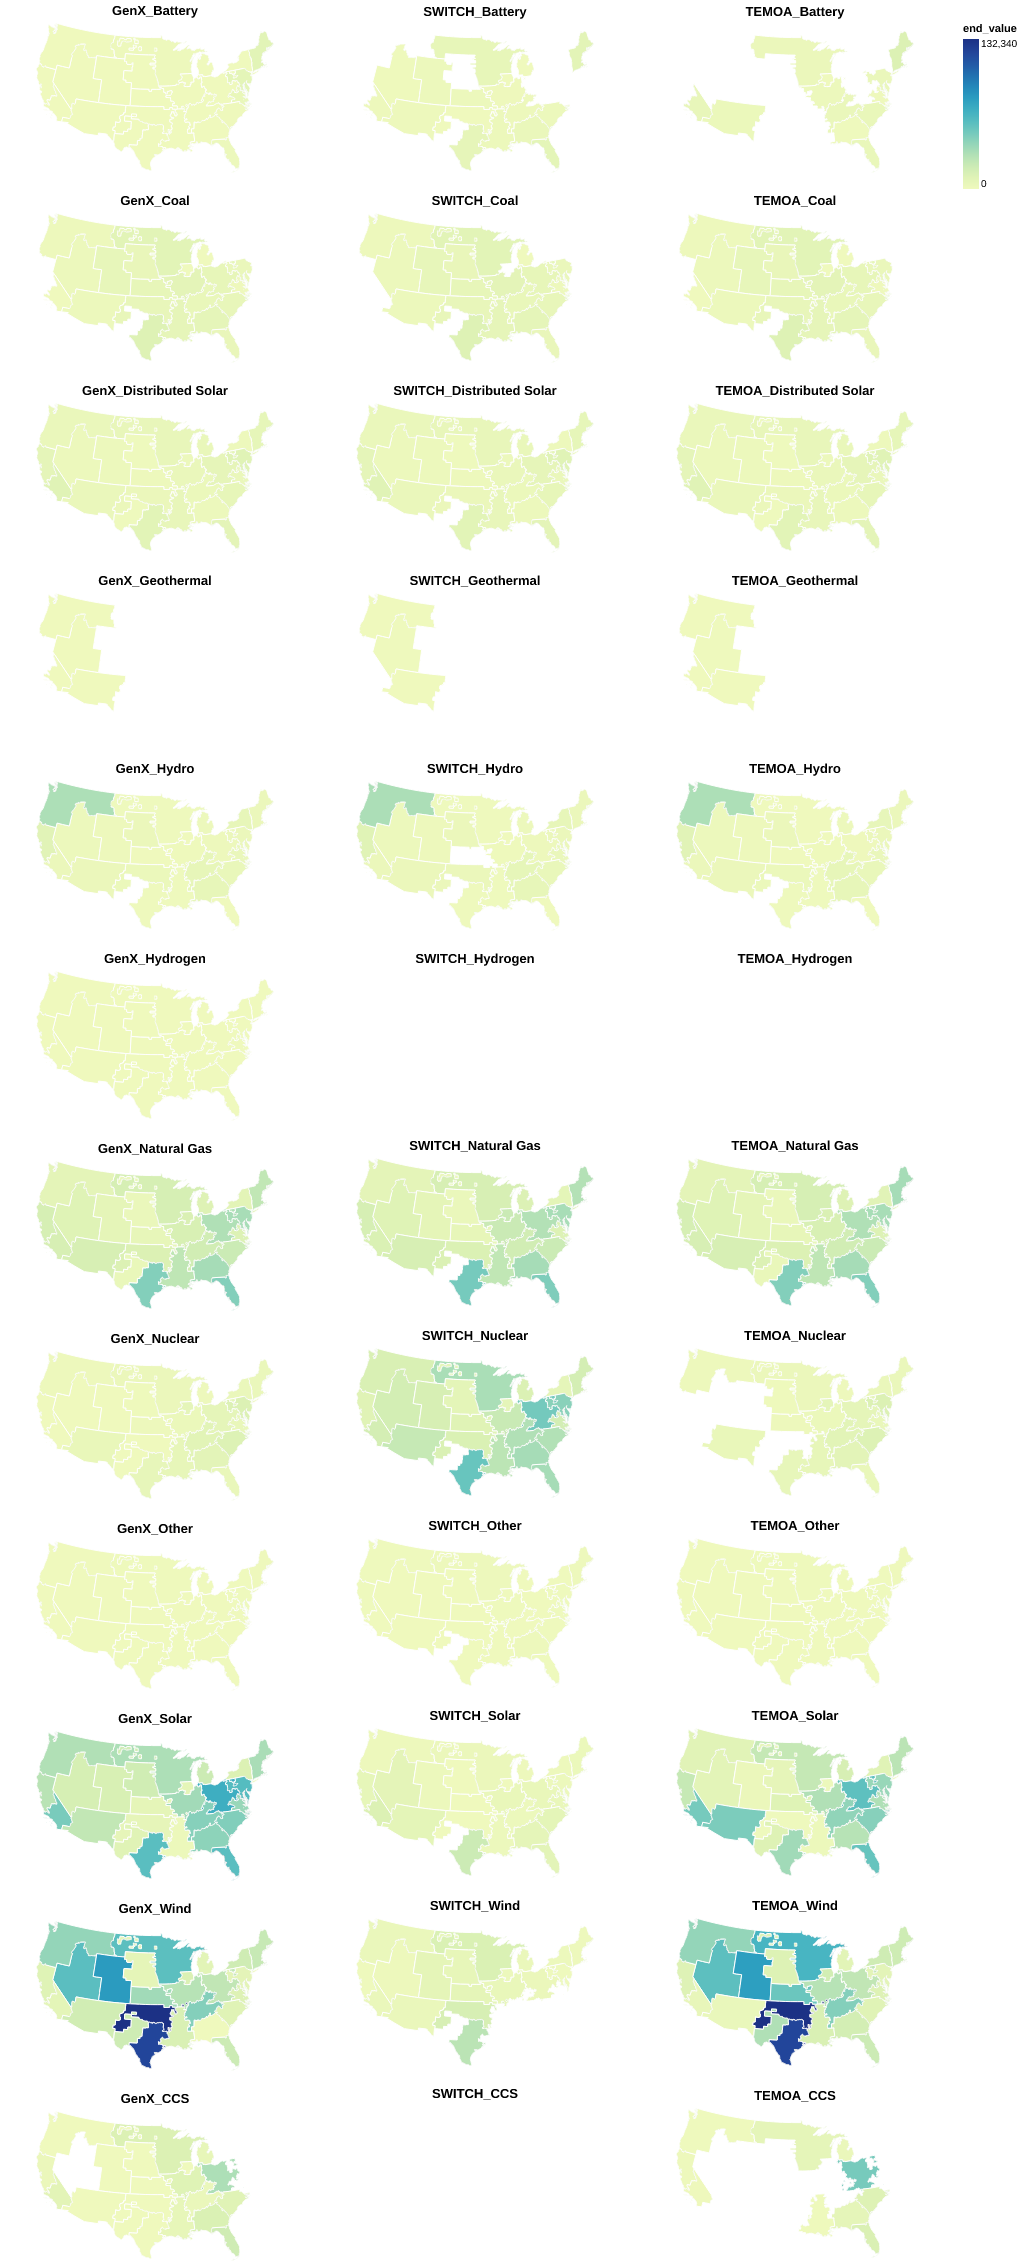 GenX_Battery
SWITCH_Battery
TEMOA_Battery
end_value
132,340
0
GenX_Coal
SWITCH_Coal
TEMOA_Coal
GenX_Distributed Solar
SWITCH_Distributed Solar
TEMOA_Distributed Solar
GenX_Geothermal
SWITCH_Geothermal
TEMOA_Geothermal
GenX_Hydro
SWITCH_Hydro
TEMOA_Hydro
GenX_Hydrogen
SWITCH_Hydrogen
TEMOA_Hydrogen
GenX_Natural Gas
SWITCH_Natural Gas
TEMOA_Natural Gas
GenX_Nuclear
SWITCH_Nuclear
TEMOA_Nuclear
GenX_Other
SWITCH_Other
TEMOA_Other
GenX_Solar
SWITCH_Solar
TEMOA_Solar
GenX_Wind
SWITCH_Wind
TEMOA_Wind
GenX_CCS
SWITCH_CCS
TEMOA_CCS